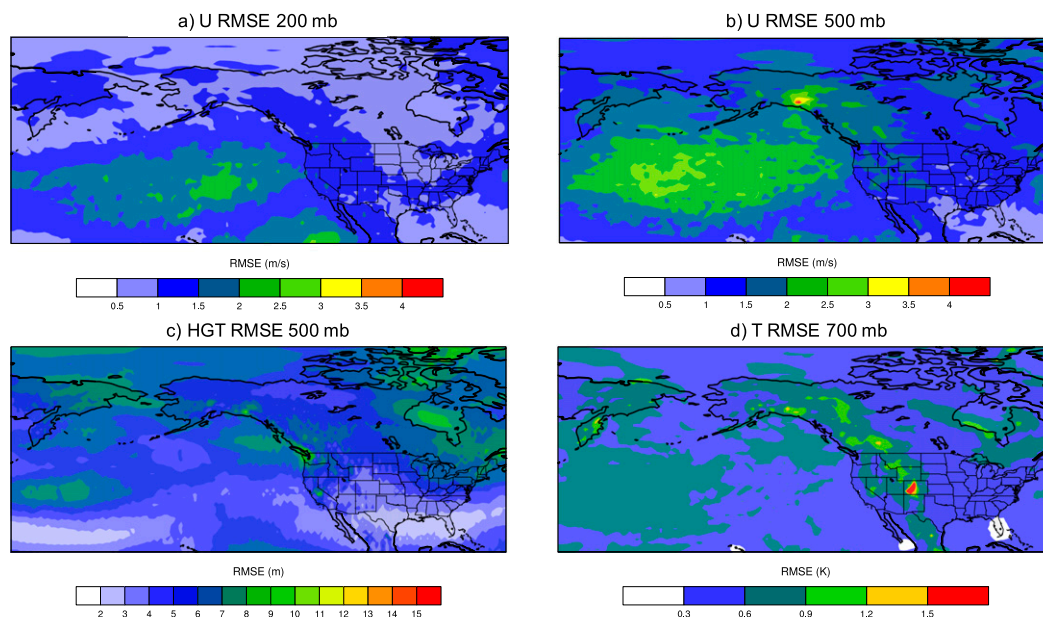 a) U RMSE 200 mb
b) U RMSE 500 mb
RMSE (m/s)
0.5 1 1.5 2 2.5 3 3.5 4
RMSE (m/s)
0.5 1 1.5 2 2.5 3 3.5 4
c) HGT RMSE 500 mb
d) T RMSE 700 mb
RMSE (m)
2 3 4 5 6 7 8 9 10 11 12 13 14 15
RMSE (K)
0.3 0.6 0.9 1.2 1.5